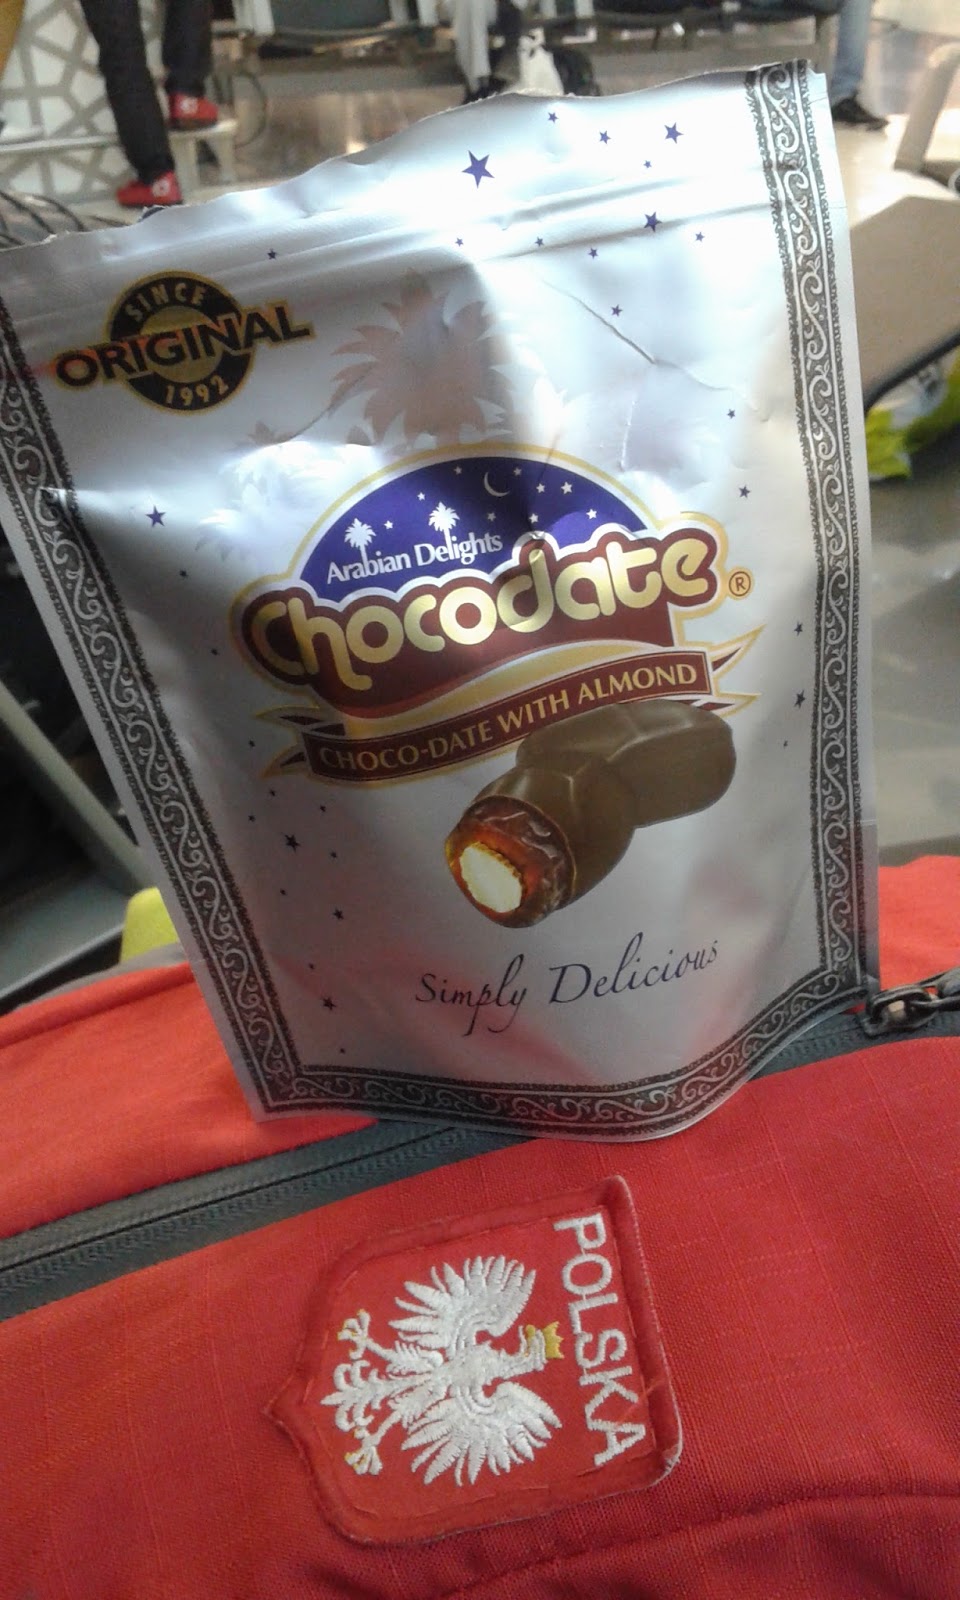 SINCE
ORIGINAL
1992
Arabian Delights
Chocodate®
CHOCO-DATE WITH ALMOND
Simply Delicious
POLSKA